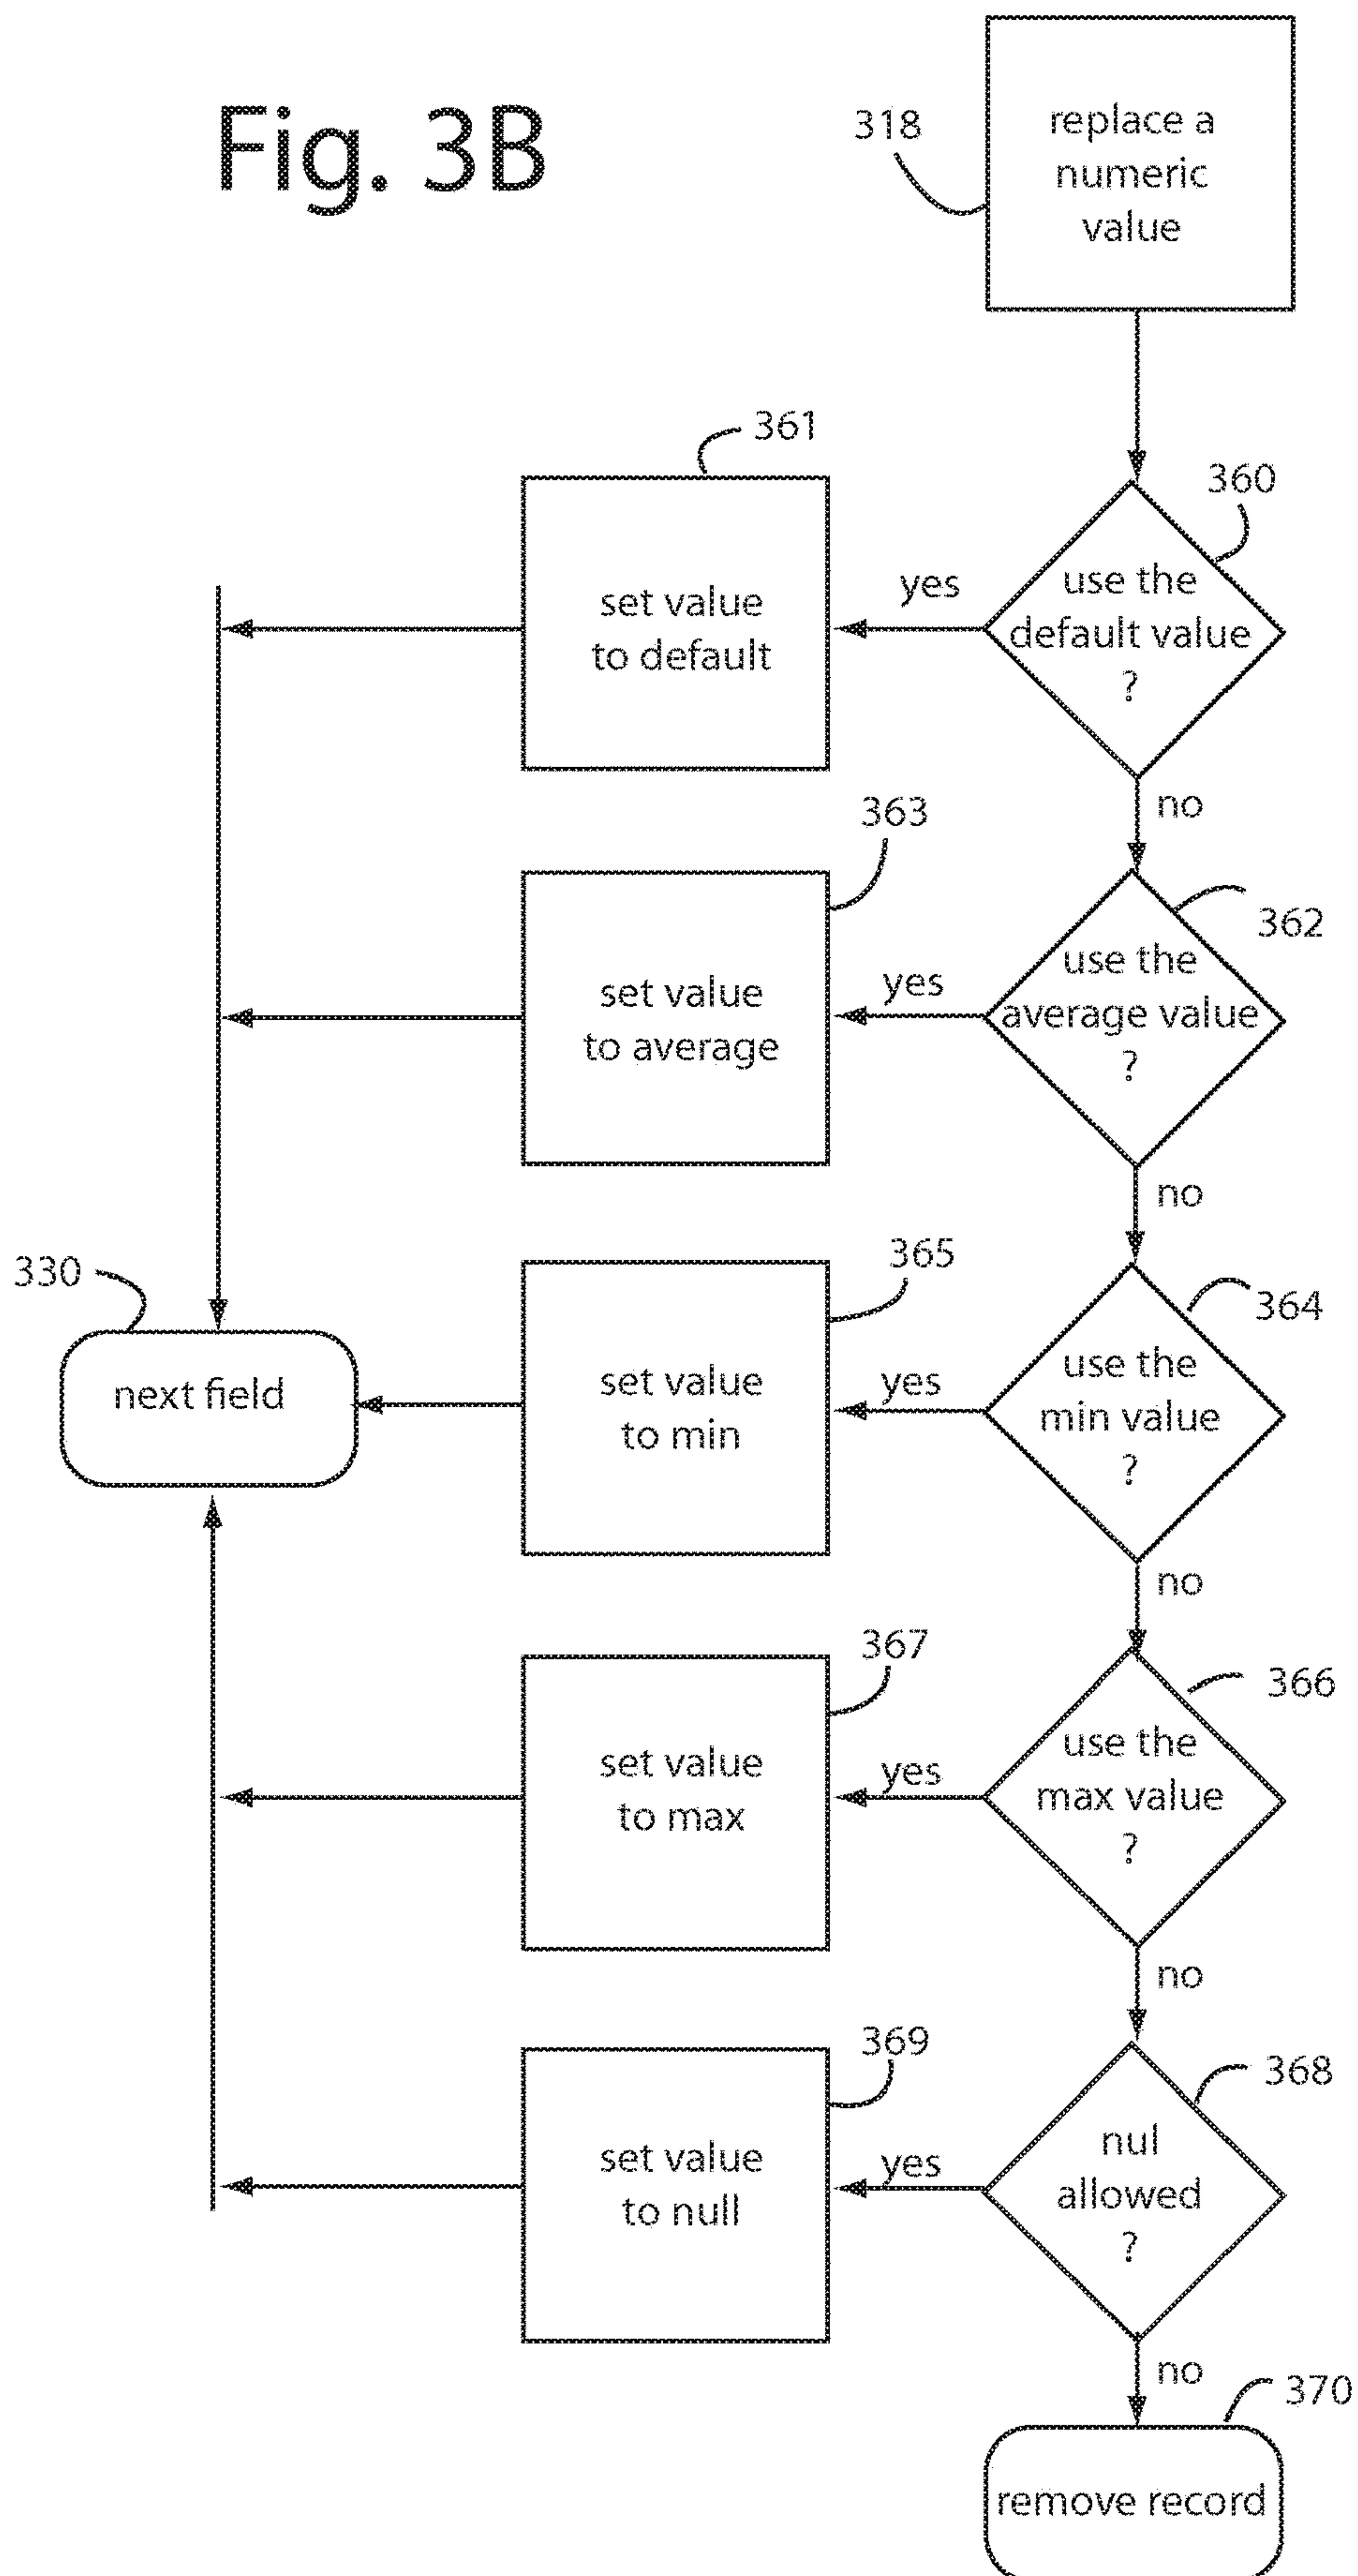 Fig. 3B
318
replace a
numeric
value
361
360
set value
to default
yes
use the
default value
?
no
363
362
set value
to average
yes
use the
average value
?
no
330
next field
365
364
set value
to min
yes
use the
min value
?
no
367
366
set value
to max
yes
use the
max value
?
no
369
368
set value
to null
yes
nul
allowed
?
no
370
remove record